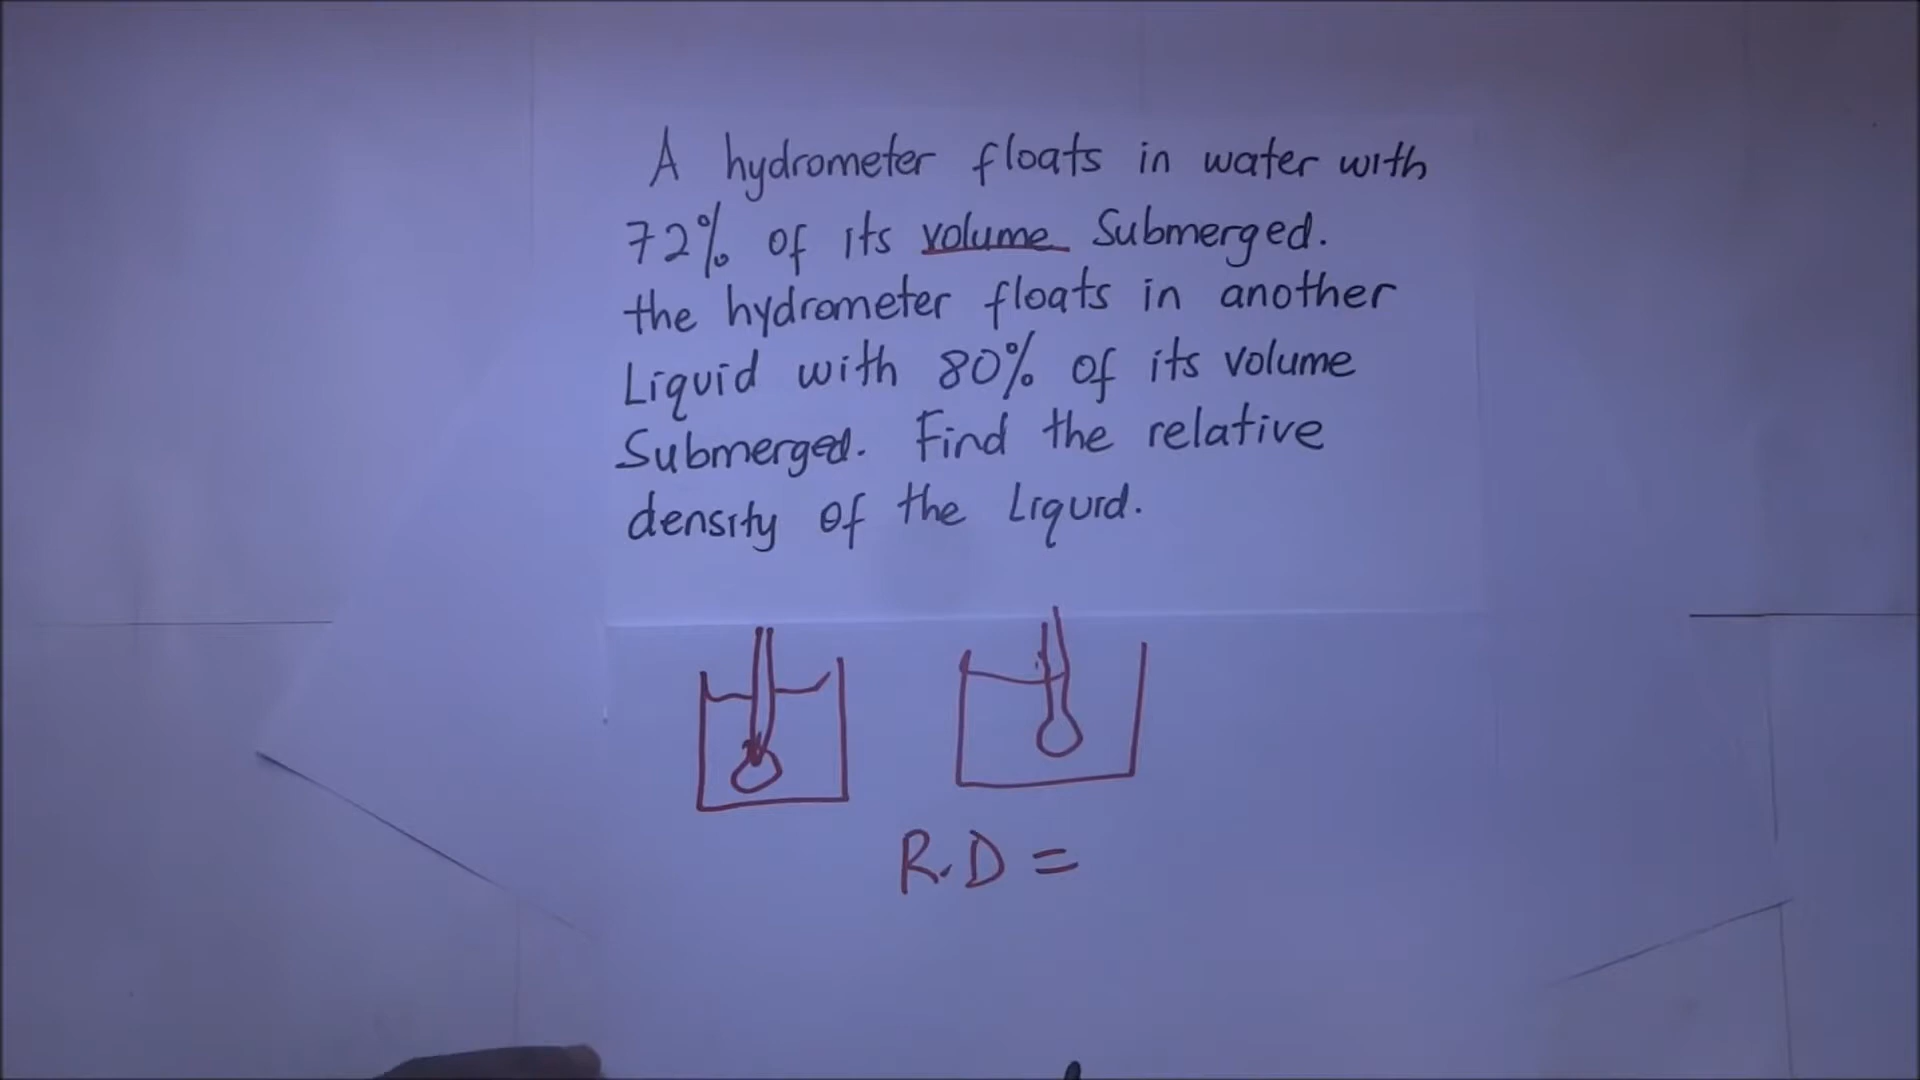 A hydrometer floats in water with
72% of its volume Submerged.
the hydrometer floats in another
Liquid with 80% of its volume
Submerged. Find the relative
density of the Liquid.
R.D =